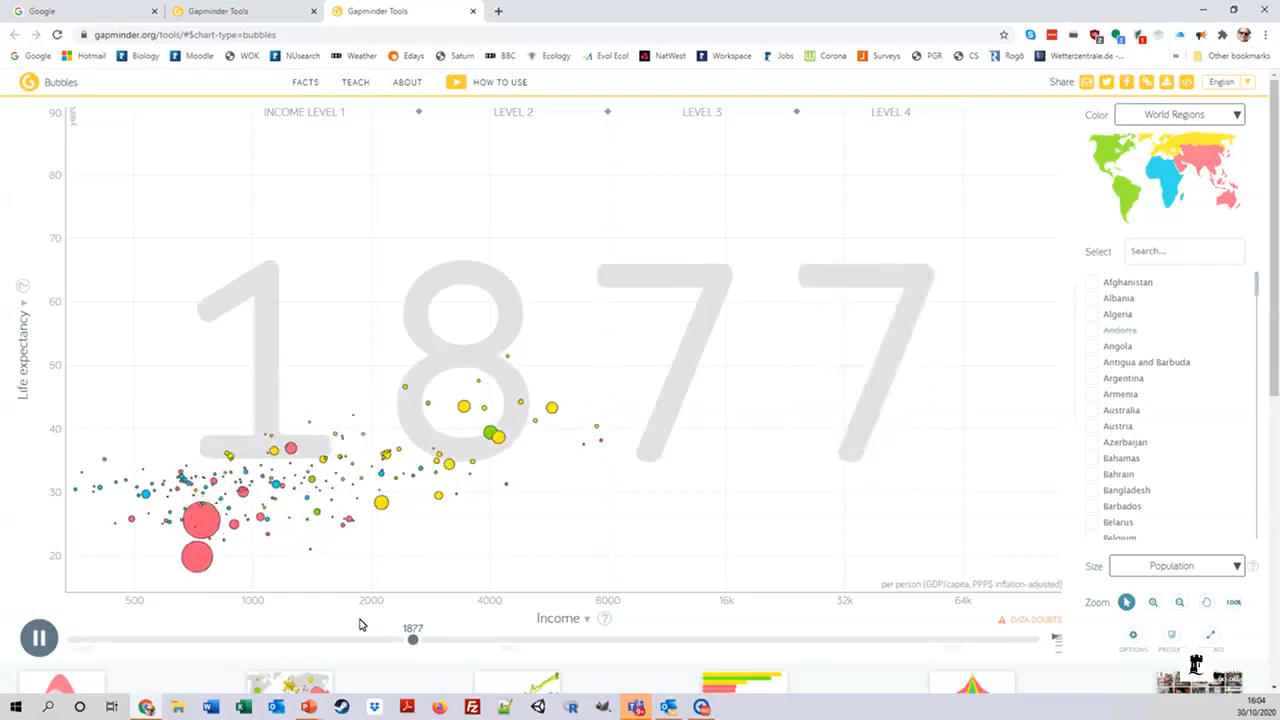 Google
Gapminder Tools
Gapminder Tools
gapminder.org/tools/#$chart-type=bubbles
Google Hotmail Biology Moodle WOK NUsearch Weather Edays Surveys BBC Ecology Evol Ecol NatWest Workspace Jobs Corona Surveys PGR CS Rogô Wetterzentrale.de -... » Other bookmarks
Bubbles FACTS TEACH ABOUT HOW TO USE Share English
INCOME LEVEL 1 LEVEL 2 LEVEL 3 LEVEL 4
years
90
80
70
60
50
40
30
20
Life expectancy
1877
per person (GDP/capita, PPP$ inflation-adjusted)
500 1000 2000 4000 8000 16k 32k 64k
Income
DATA DOUBTS
1877
Color World Regions
Select Search...
Afghanistan
Albania
Algeria
Andorra
Angola
Antigua and Barbuda
Argentina
Armenia
Australia
Austria
Azerbaijan
Bahamas
Bahrain
Bangladesh
Barbados
Belarus
Belgium
Size Population
Zoom 100%
OPTIONS
16:04
30/10/2020